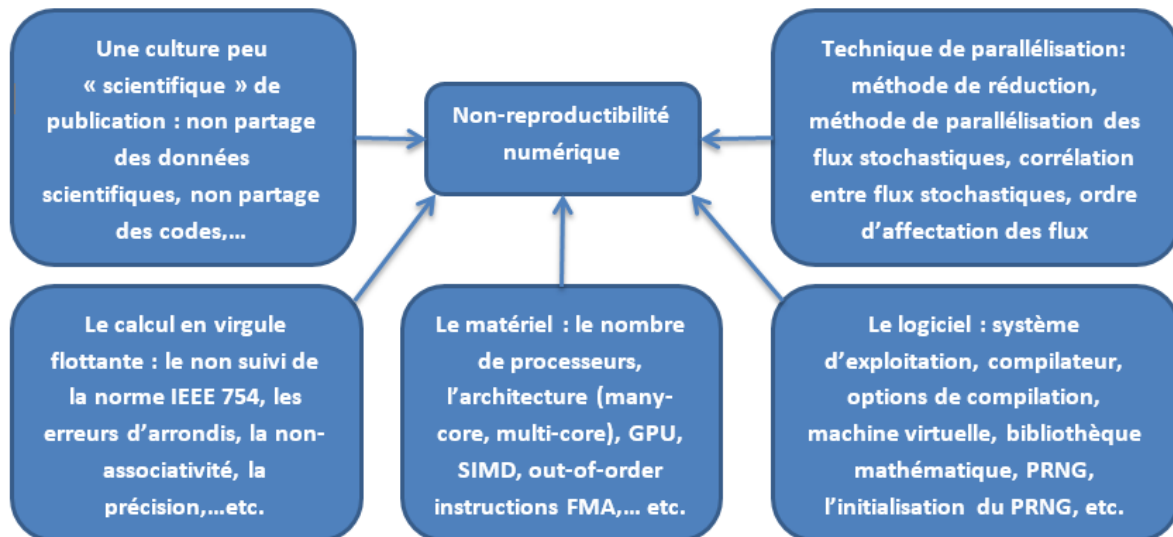 Une culture peu
« scientifique » de
publication : non partage
des données
scientifiques, non partage
des codes,...
Non-reproductibilité
numérique
Technique de parallélisation:
méthode de réduction,
méthode de parallélisation des
flux stochastiques, corrélation
entre flux stochastiques, ordre
d'affectation des flux
Le calcul en virgule
flottante : le non suivi de
la norme IEEE 754, les
erreurs d'arrondis, la non-
associativité, la
précision,...etc.
Le matériel : le nombre
de processeurs,
l'architecture (many-
core, multi-core), GPU,
SIMD, out-of-order
instructions FMA,... etc.
Le logiciel : système
d'exploitation, compilateur,
options de compilation,
machine virtuelle, bibliothèque
mathématique, PRNG,
l'initialisation du PRNG, etc.